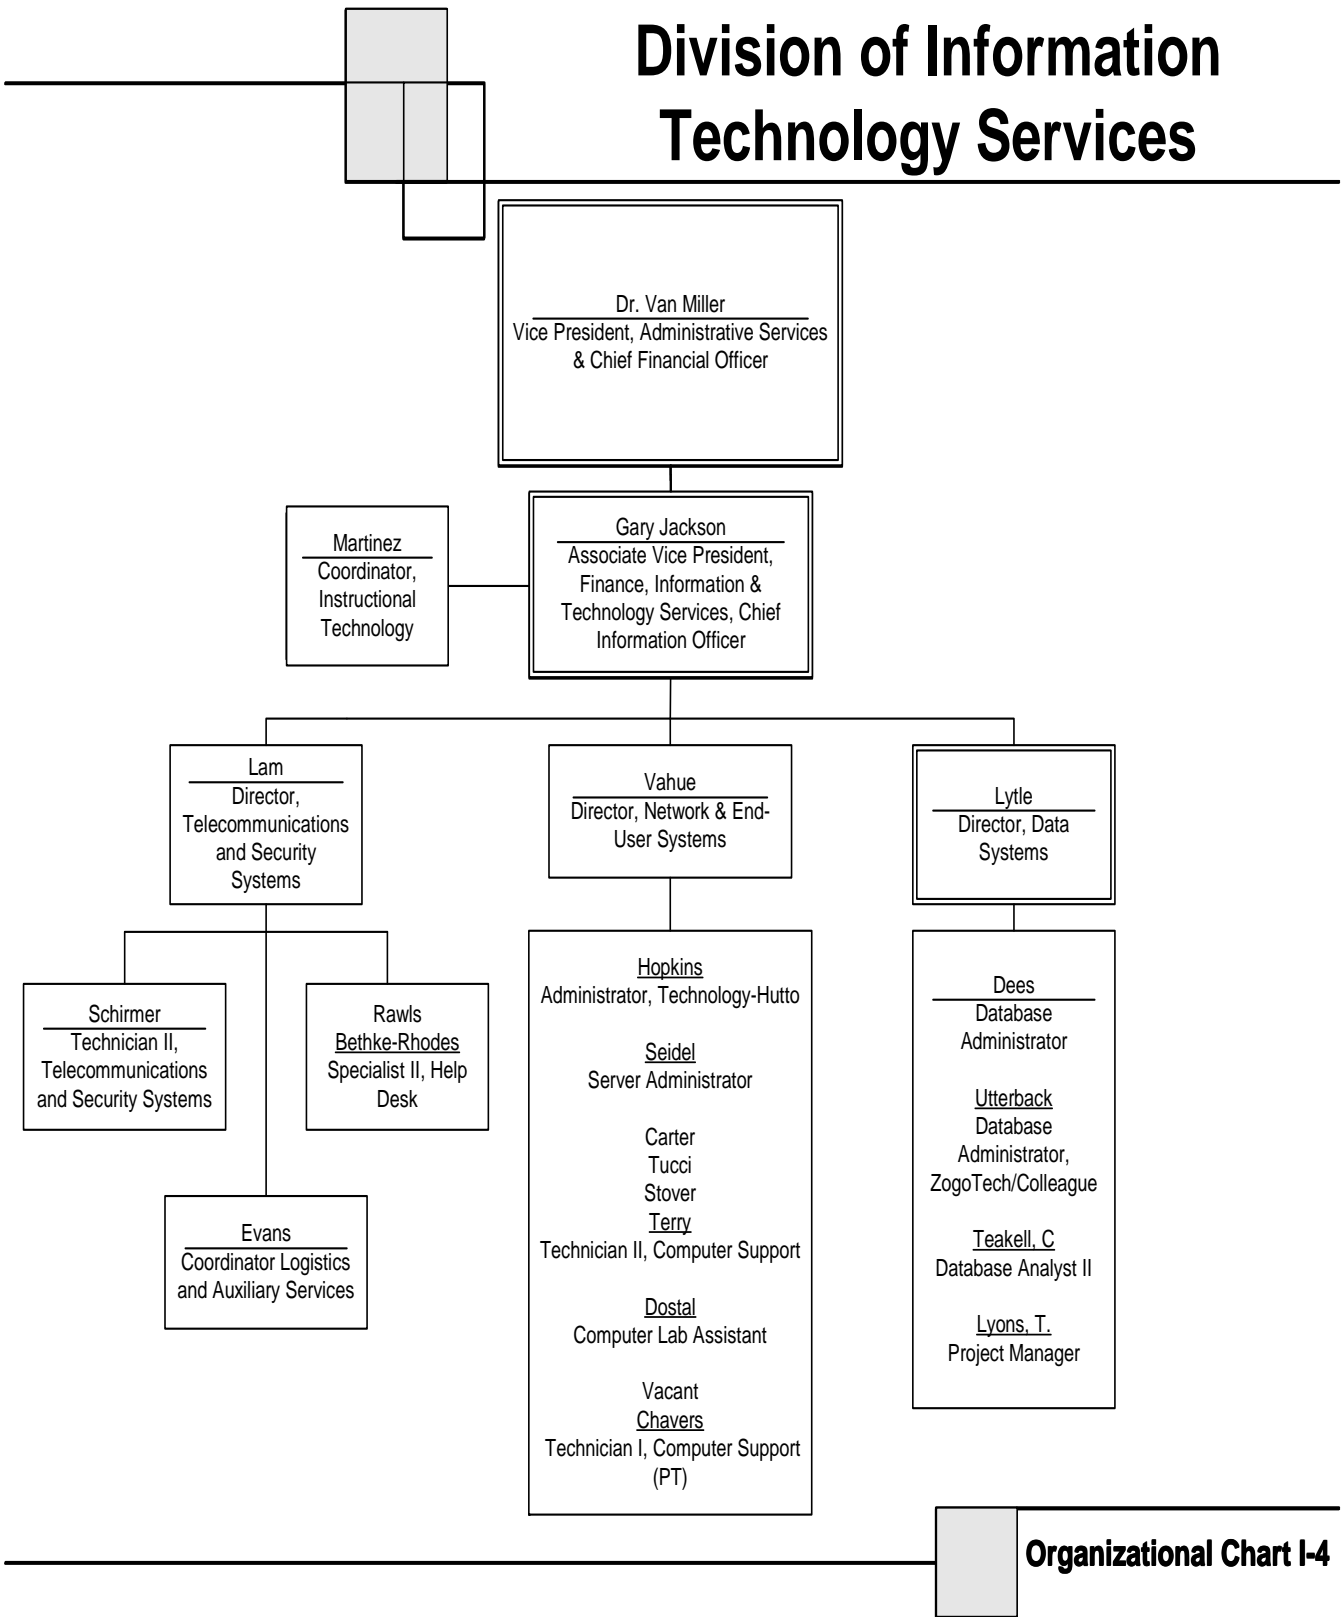 Division of Information
Technology Services
Dr. Van Miller
Vice President, Administrative Services
& Chief Financial Officer
Martinez
Coordinator,
Instructional
Technology
Gary Jackson
Associate Vice President,
Finance, Information &
Technology Services, Chief
Information Officer
Lam
Director,
Telecommunications
and Security
Systems
Vahue
Director, Network & End-
User Systems
Lytle
Director, Data
Systems
Schirmer
Technician II,
Telecommunications
and Security Systems
Rawls
Bethke-Rhodes
Specialist II, Help
Desk
Evans
Coordinator Logistics
and Auxiliary Services
Hopkins
Administrator, Technology-Hutto
Seidel
Server Administrator
Carter
Tucci
Stover
Terry
Technician II, Computer Support
Dostal
Computer Lab Assistant
Vacant
Chavers
Technician I, Computer Support
(PT)
Dees
Database
Administrator
Utterback
Database
Administrator,
ZogoTech/Colleague
Teakell, C
Database Analyst II
Lyons, T.
Project Manager
Organizational Chart I-4